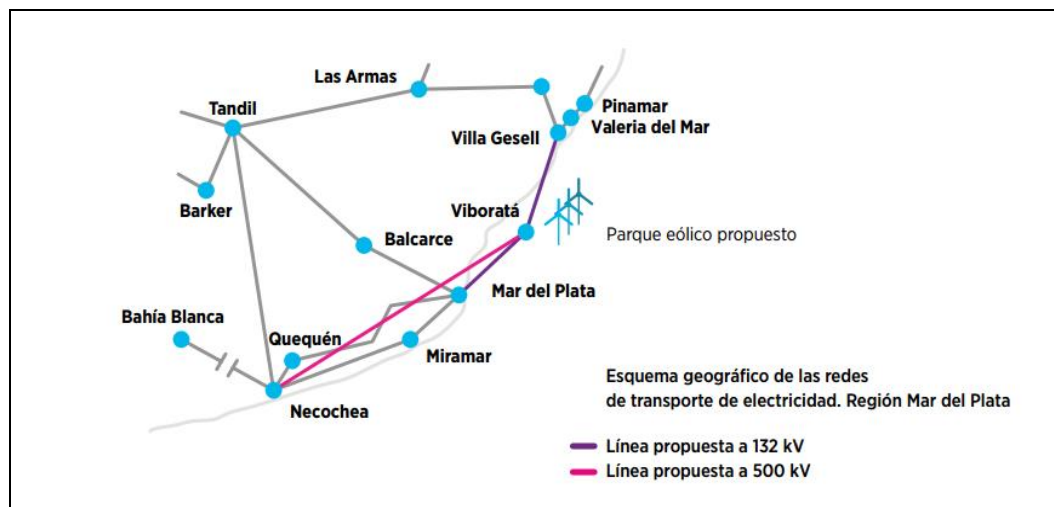 Las Armas
Tandil
Pinamar
Valeria del Mar
Villa Gesell
Barker
Viboratá
Parque eólico propuesto
Balcarce
Mar del Plata
Bahía Blanca
Quequén
Miramar
Necochea
Esquema geográfico de las redes
de transporte de electricidad. Región Mar del Plata
Línea propuesta a 132 kV
Línea propuesta a 500 kV